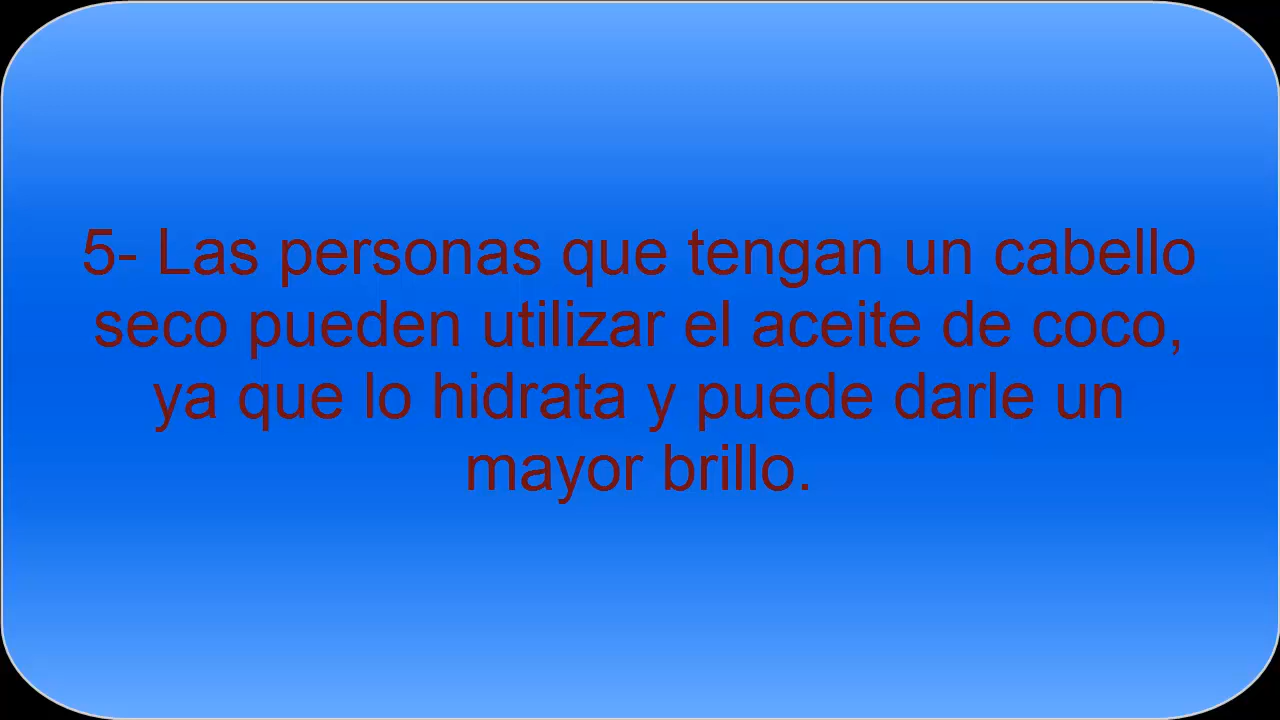 5- Las personas que tengan un cabello
seco pueden utilizar el aceite de coco,
ya que lo hidrata y puede darle un
mayor brillo.